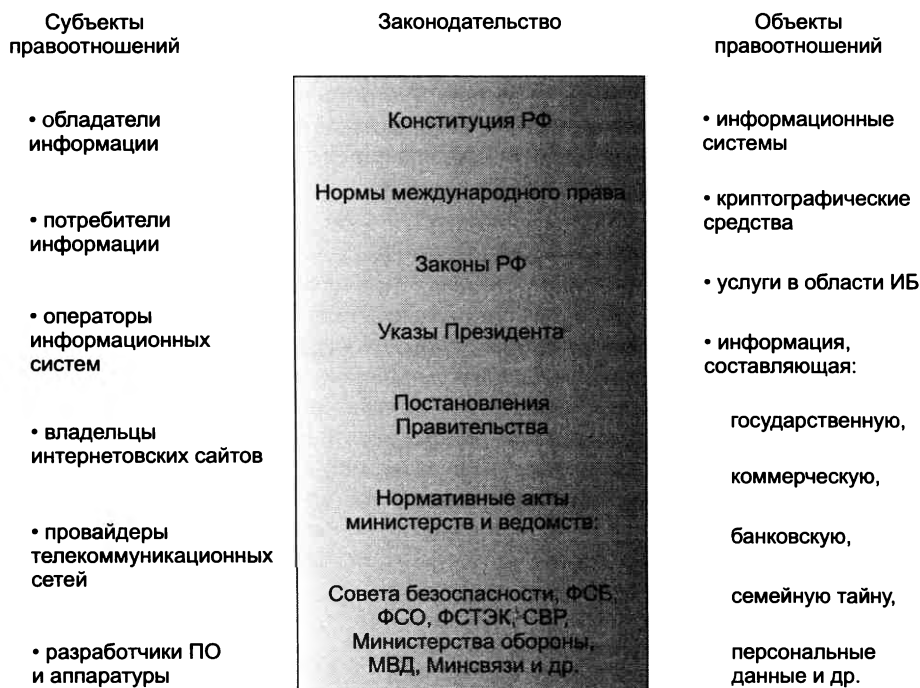 Субъекты
правоотношений
• обладатели
информации
• потребители
информации
• операторы
информационных
систем
• владельцы
интернетовских сайтов
• провайдеры
телекоммуникационных
сетей
• разработчики ПО
и аппаратуры
Законодательство
Конституция РФ
Нормы международного права
Законы РФ
Указы Президента
Постановления
Правительства
Нормативные акты
министерств и ведомств:
Совета безоспасности, ФСБ,
ФСО, ФСТЭК, СВР,
Министерства обороны,
МВД, Минсвязи и др.
Объекты
правоотношений
• информационные
системы
• криптографические
средства
• услуги в области ИБ
• информация,
составляющая:
государственную,
коммерческую,
банковскую,
семейную тайну,
персональные
данные и др.